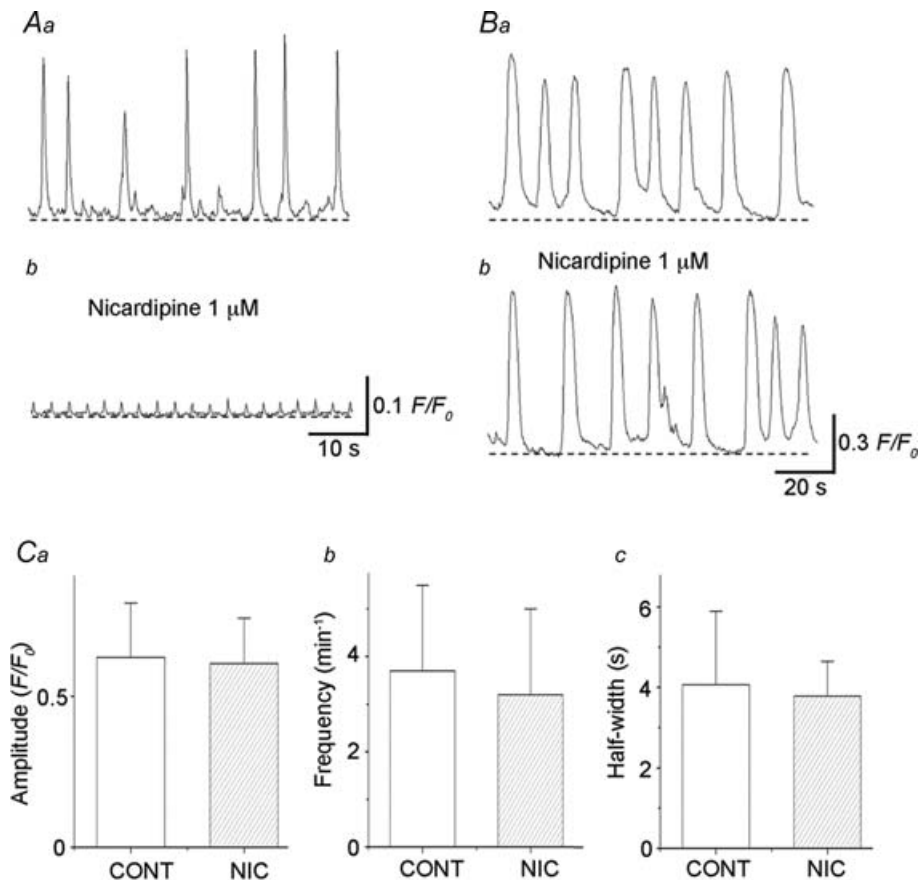 Aa
Ba
b
Nicardipine 1 μM
0.1 F/F₀
10 s
b
Nicardipine 1 μM
0.3 F/F₀
20 s
Ca
Amplitude (F/F₀)
0.5
0
CONT
NIC
b
Frequency (min⁻¹)
4
2
0
CONT
NIC
c
Half-width (s)
6
4
2
0
CONT
NIC